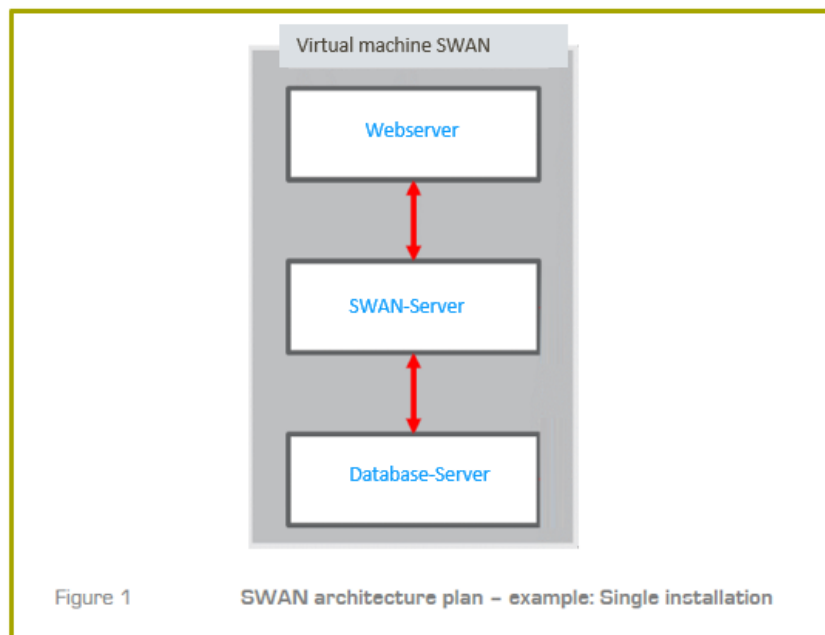 Virtual machine SWAN
Webserver
SWAN-Server
Database-Server
Figure 1 SWAN architecture plan – example: Single installation